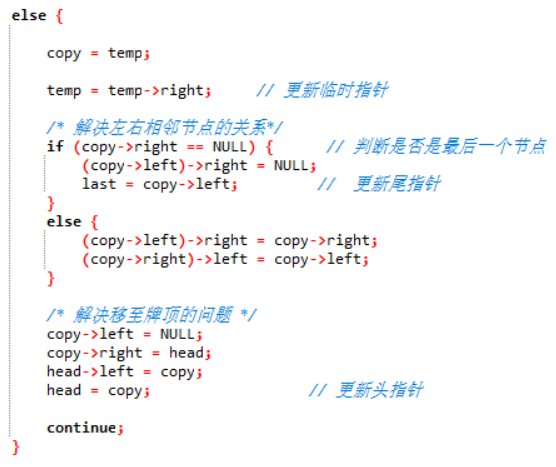 else {
copy = temp;
temp = temp->right; // 更新临时指针
/* 解决左右相邻节点的关系*/
if (copy->right == NULL) { // 判断是否是最后一个节点
(copy->left)->right = NULL;
last = copy->left; // 更新尾指针
}
else {
(copy->left)->right = copy->right;
(copy->right)->left = copy->left;
}
/* 解决移至牌顶的问题 */
copy->left = NULL;
copy->right = head;
head->left = copy;
head = copy; // 更新头指针
continue;
}